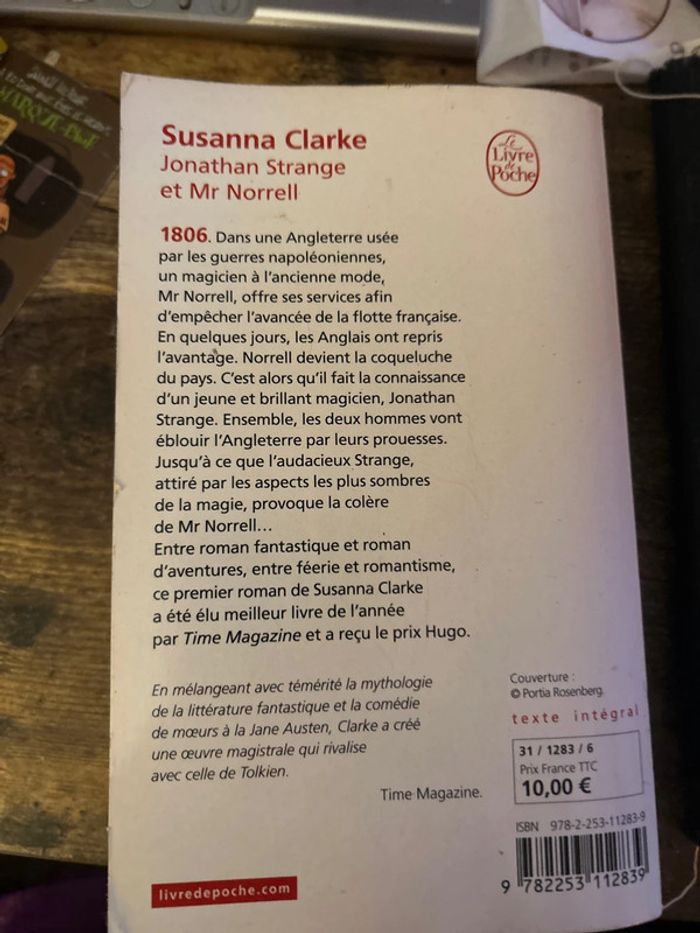 MARQUE-
Susanna Clarke
Jonathan Strange
et Mr Norrell
Le
Livre
de
Poche
1806. Dans une Angleterre usée
par les guerres napoléoniennes,
un magicien à l'ancienne mode,
Mr Norrell, offre ses services afin
d'empêcher l'avancée de la flotte française.
En quelques jours, les Anglais ont repris
l'avantage. Norrell devient la coqueluche
du pays. C'est alors qu'il fait la connaissance
d'un jeune et brillant magicien, Jonathan
Strange. Ensemble, les deux hommes vont
éblouir l'Angleterre par leurs prouesses.
Jusqu'à ce que l'audacieux Strange,
attiré par les aspects les plus sombres
de la magie, provoque la colère
de Mr Norrell...
Entre roman fantastique et roman
d'aventures, entre féerie et romantisme,
ce premier roman de Susanna Clarke
a été élu meilleur livre de l'année
par Time Magazine et a reçu le prix Hugo.
En mélangeant avec témérité la mythologie
de la littérature fantastique et la comédie
de mœurs à la Jane Austen, Clarke a créé
une œuvre magistrale qui rivalise
avec celle de Tolkien.
Time Magazine.
Couverture :
© Portia Rosenberg.
texte intégral
31 / 1283 / 6
Prix France TTC
10,00 €
ISBN 978-2-253-11283-9
9 782253 112839
livredepoche.com